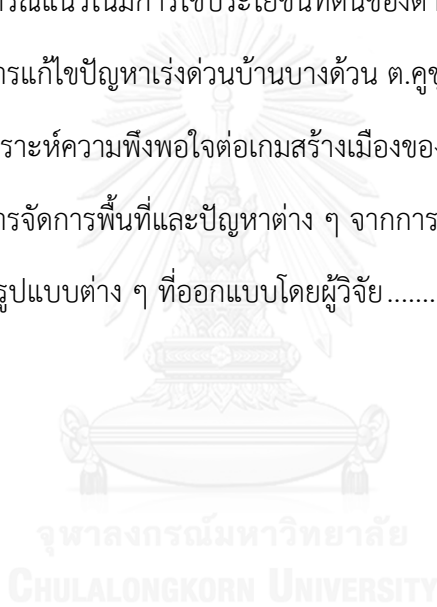 การแก้ไขปัญหาเร่งด่วนบ้านบางด้วน
ราะห์ความพึงพอใจต่อเกมสร้างเมืองของ
ารจัดการพื้นที่และปัญหาต่าง ๆ จากการ
รูปแบบต่าง ๆ ที่ออกแบบโดยผู้วิจัย........
จุฬาลงกรณ์มหาวิทยาลัย
CHULALONGKORN UNIVERSITY